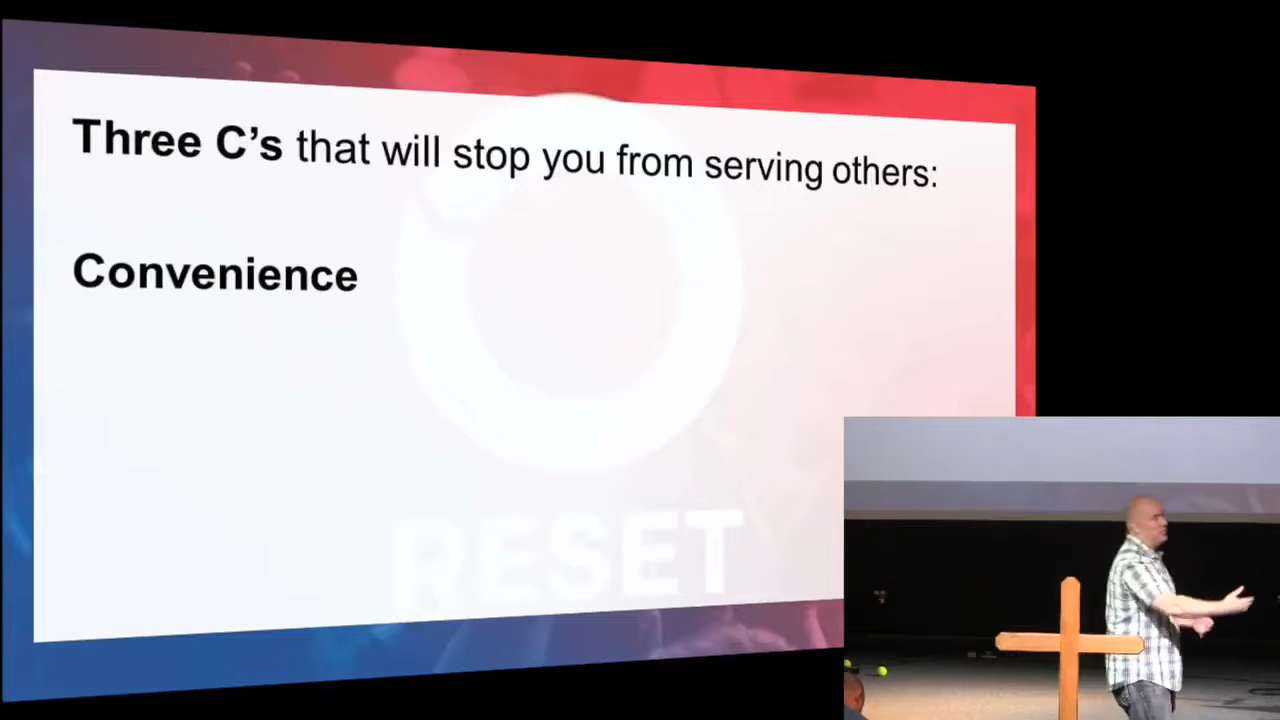 Three C’s that will stop you from serving others:
Convenience
RESET